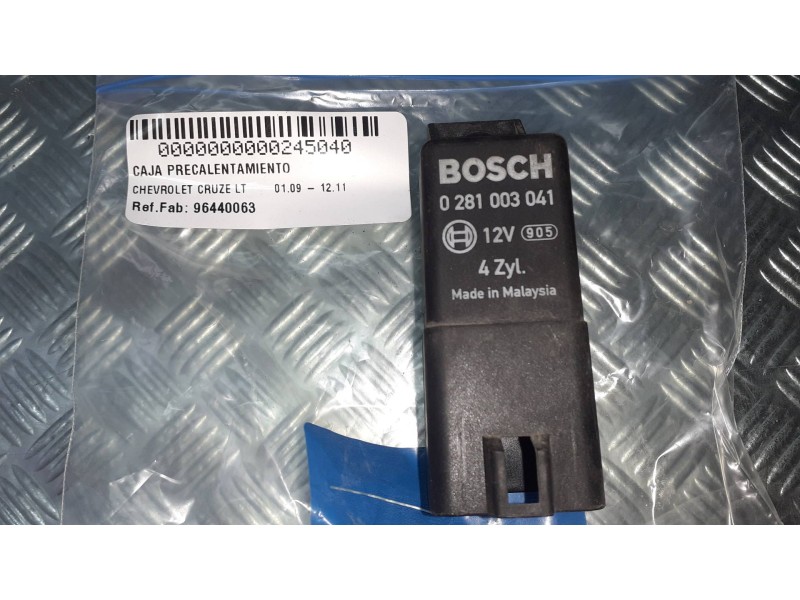 0000000000245040
CAJA PRECALENTAMIENTO
CHEVROLET CRUZE LT 01.09 - 12.11
Ref.Fab: 96440063
BOSCH
0 281 003 041
12V 905
4 Zyl.
Made in Malaysia